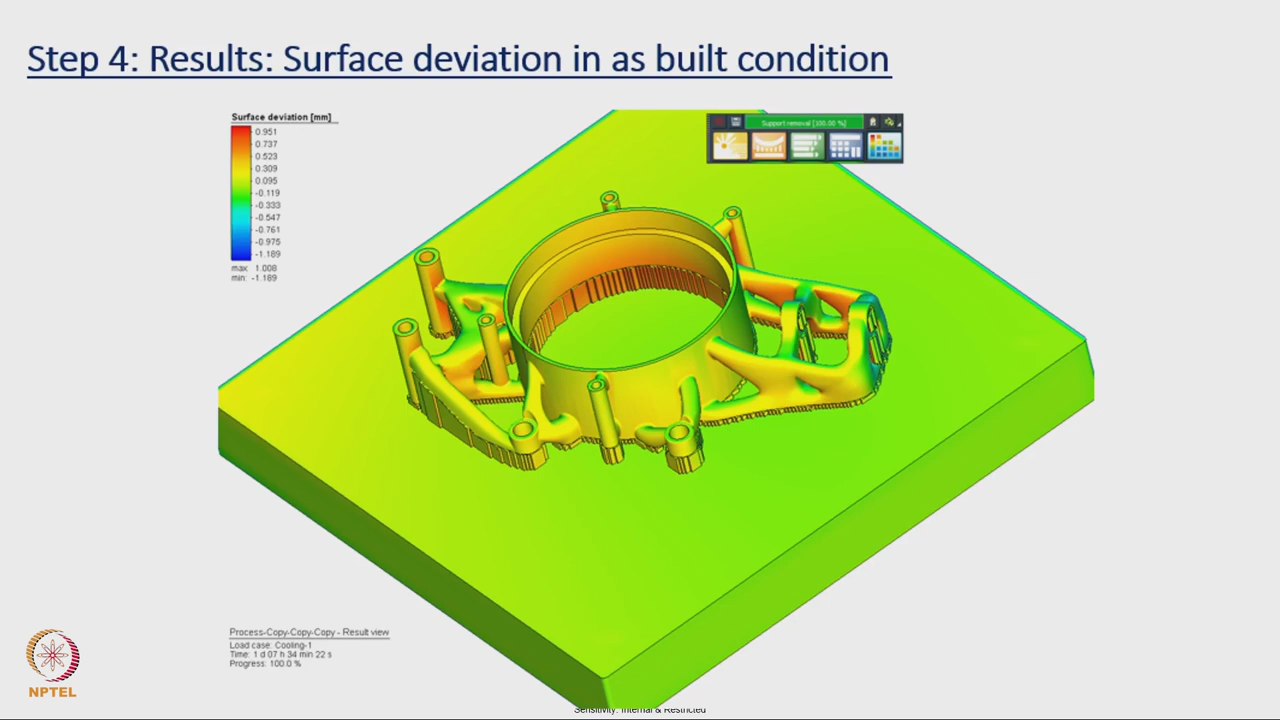 Step 4: Results: Surface deviation in as built condition
Surface deviation [mm]
0.951
0.737
0.523
0.309
0.095
-0.119
-0.333
-0.547
-0.761
-0.975
-1.189
max: 1.008
min: -1.189
Support removal [100.00 %]
Process-Copy-Copy-Copy - Result view
Load case: Cooling-1
Time: 1 d 07 h 34 min 22 s
Progress: 100.0 %
NPTEL
Sensitivity: Internal & Restricted